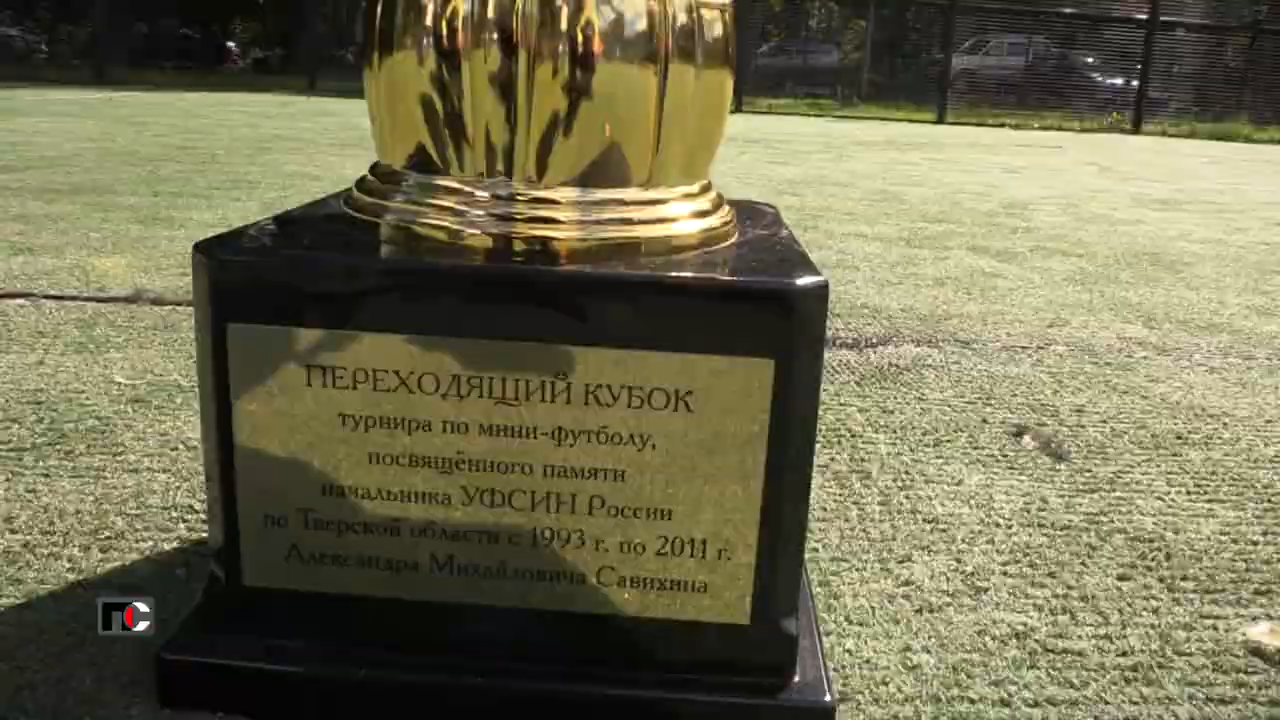 ПЕРЕХОДЯЩИЙ КУБОК
турнира по мини-футболу,
посвящённого памяти
начальника УФСИН России
по Тверской области с 1993 г. по 2011 г.
Александра Михайловича Савихина
ПС